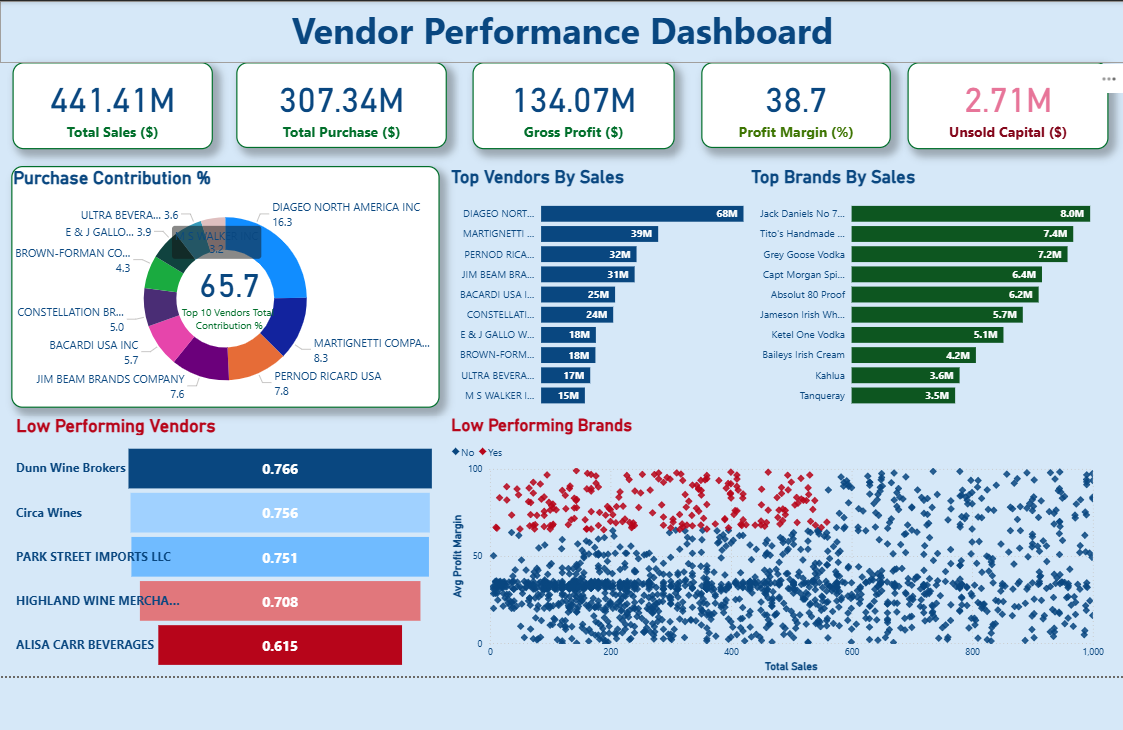 Vendor Performance Dashboard
441.41M
Total Sales ($)
307.34M
Total Purchase ($)
134.07M
Gross Profit ($)
38.7
Profit Margin (%)
2.71M
Unsold Capital ($)
Purchase Contribution %
DIAGEO NORTH AMERICA INC
16.3
MARTIGNETTI COMPA...
8.3
PERNOD RICARD USA
7.8
JIM BEAM BRANDS COMPANY
7.6
BACARDI USA INC
5.7
CONSTELLATION BR...
5.0
BROWN-FORMAN CO...
4.3
E & J GALLO... 3.9
ULTRA BEVERA... 3.6
M S WALKER INC
3.2
65.7
Top 10 Vendors Total
Contribution %
Top Vendors By Sales
DIAGEO NORT... 68M
MARTIGNETTI ... 39M
PERNOD RICA... 32M
JIM BEAM BRA... 31M
BACARDI USA I... 25M
CONSTELLATI... 24M
E & J GALLO W... 18M
BROWN-FORM... 18M
ULTRA BEVERA... 17M
M S WALKER I... 15M
Top Brands By Sales
Jack Daniels No 7... 8.0M
Tito's Handmade ... 7.4M
Grey Goose Vodka 7.2M
Capt Morgan Spi... 6.4M
Absolut 80 Proof 6.2M
Jameson Irish Wh... 5.7M
Ketel One Vodka 5.1M
Baileys Irish Cream 4.2M
Kahlua 3.6M
Tanqueray 3.5M
Low Performing Vendors
Dunn Wine Brokers 0.766
Circa Wines 0.756
PARK STREET IMPORTS LLC 0.751
HIGHLAND WINE MERCHA... 0.708
ALISA CARR BEVERAGES 0.615
Low Performing Brands
No Yes
Avg Profit Margin
100
50
0
0 200 400 600 800 1,000
Total Sales